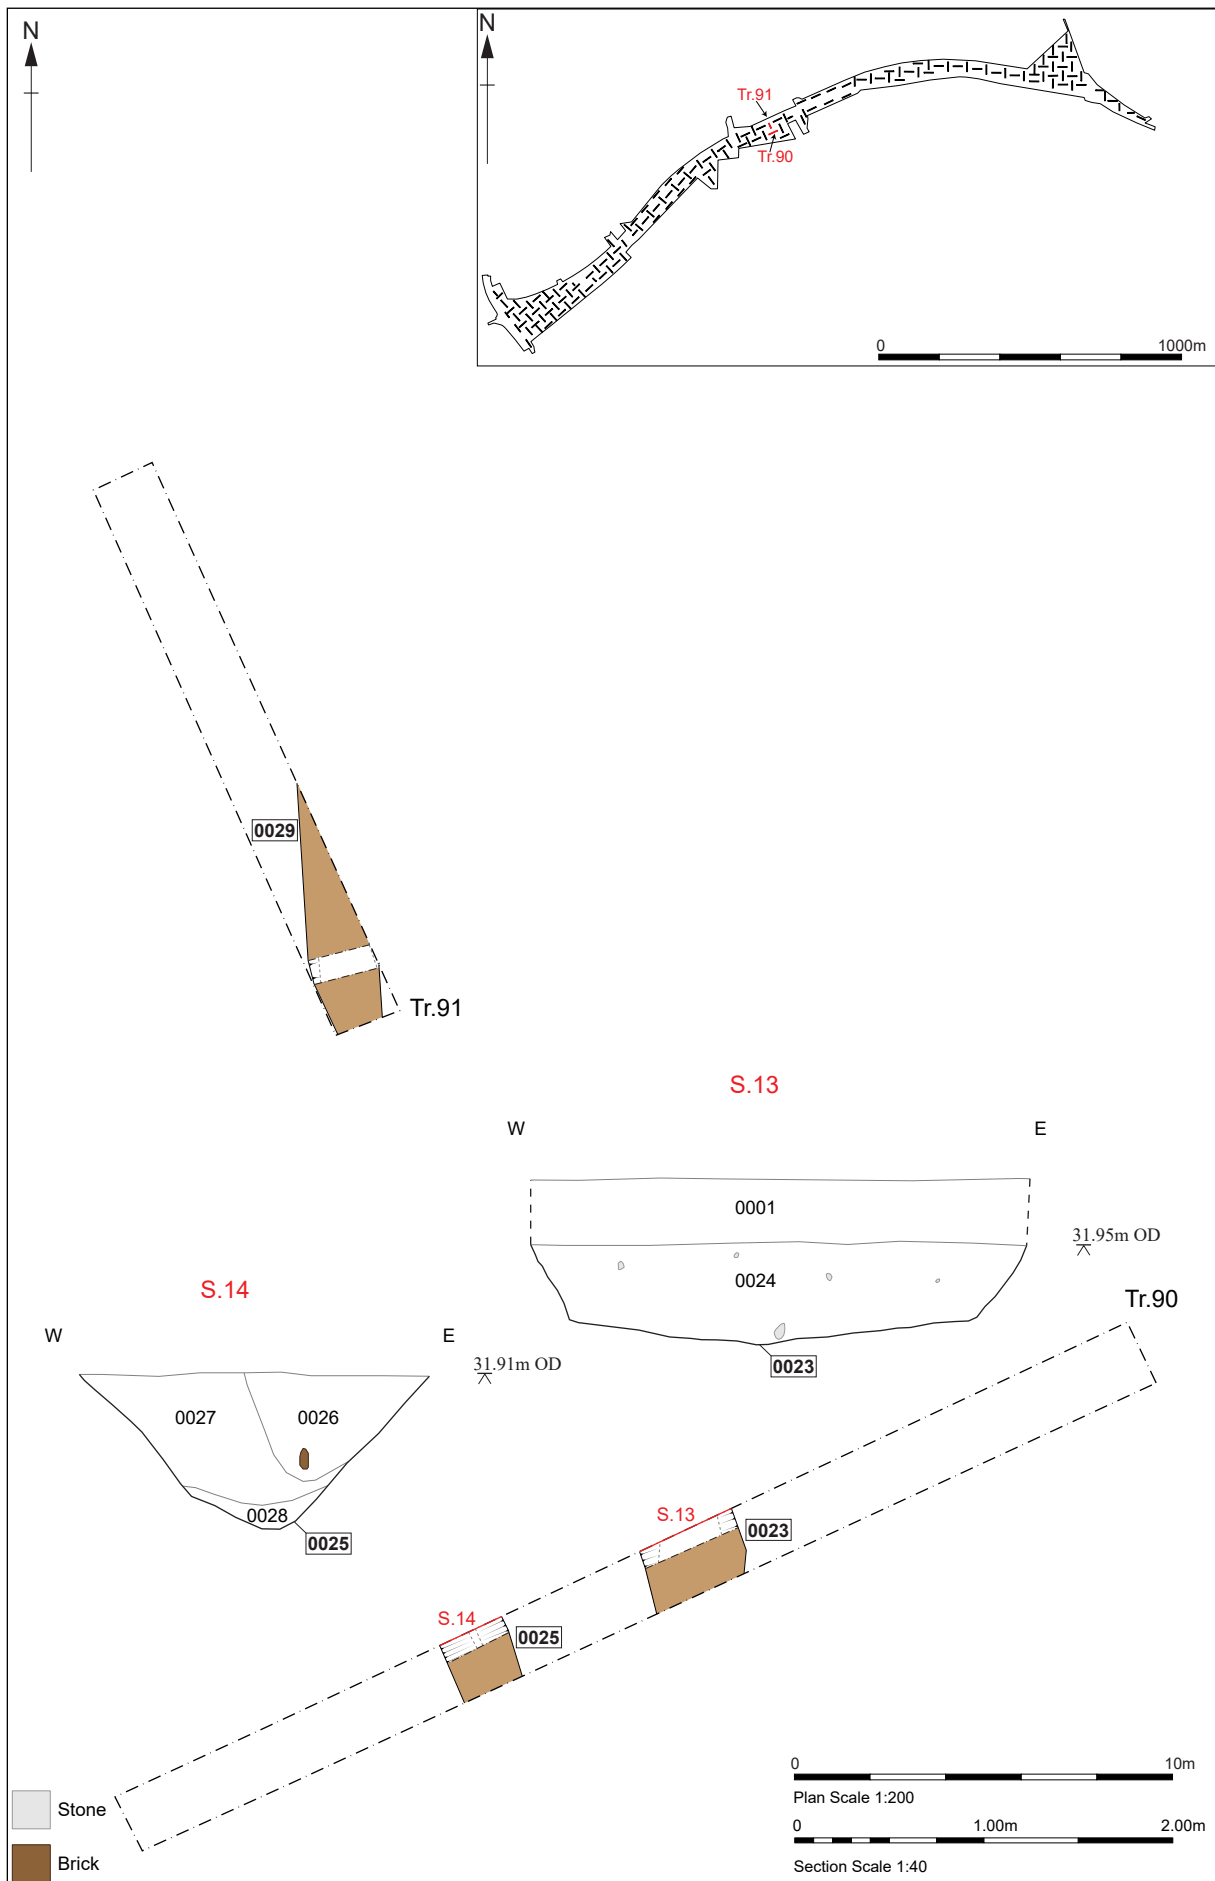 N
N
Tr.91
Tr.90
0 1000m
0029
Tr.91
S.13
W E
0001
31.95m OD
0024
0023
S.14
W E
31.91m OD
0027 0026
0028
0025
Tr.90
S.13
0023
S.14
0025
0 10m
Plan Scale 1:200
0 1.00m 2.00m
Section Scale 1:40
Stone
Brick